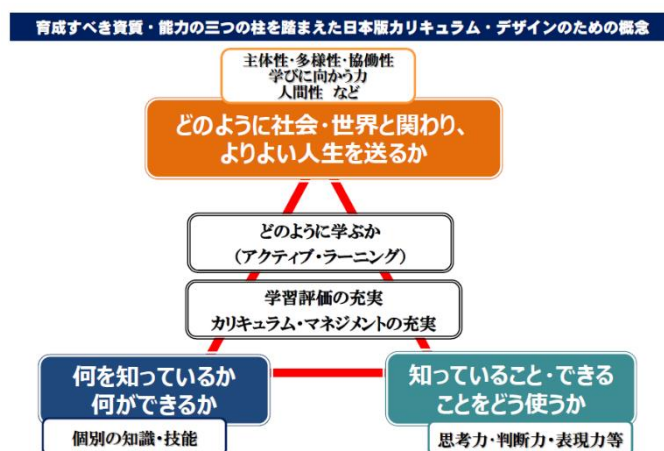 育成すべき資質・能力の三つの柱を踏まえた日本版カリキュラム・デザインのための概念
主体性・多様性・協働性
学びに向かう力
人間性 など
どのように社会・世界と関わり、
よりよい人生を送るか
どのように学ぶか
(アクティブ・ラーニング)
学習評価の充実
カリキュラム・マネジメントの充実
何を知っているか
何ができるか
個別の知識・技能
知っていること・できる
ことをどう使うか
思考力・判断力・表現力等